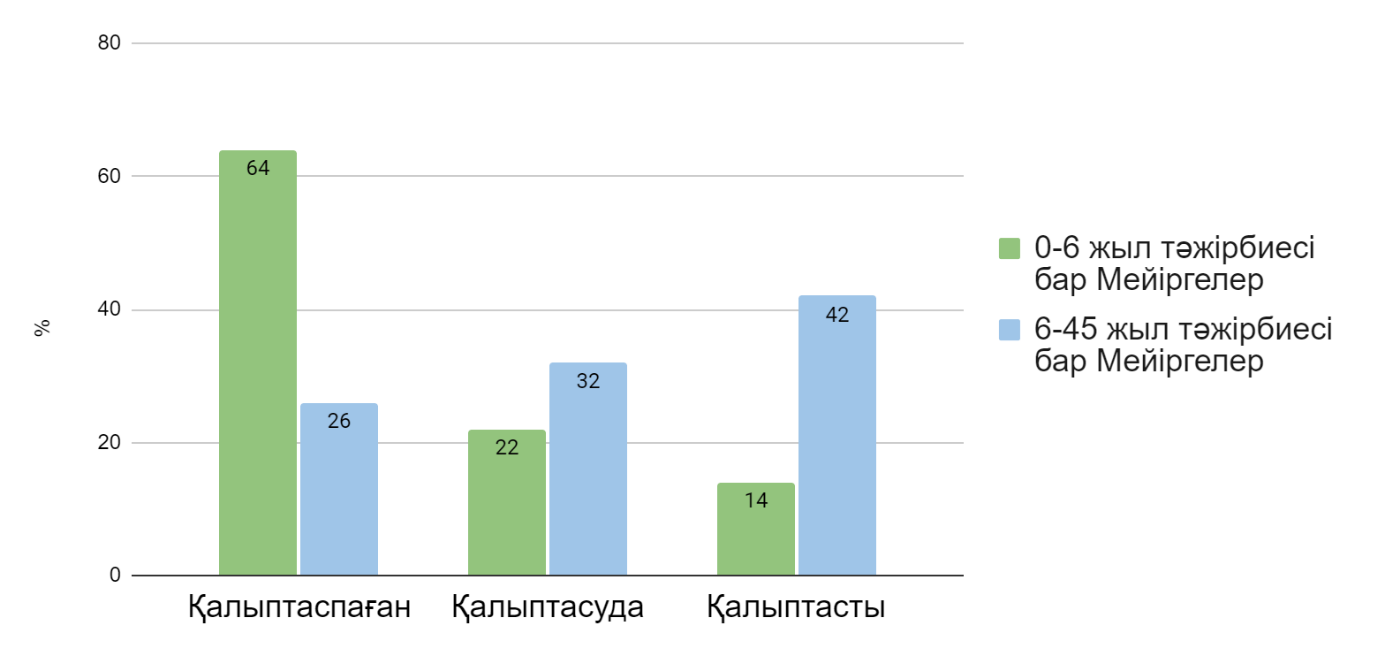 80
60
40
20
0
%
64
26
22
32
14
42
Қалыптаспаған
Қалыптасуда
Қалыптасты
0-6 жыл тәжірбиесі
бар Мейіргелер
6-45 жыл тәжірбиесі
бар Мейіргелер